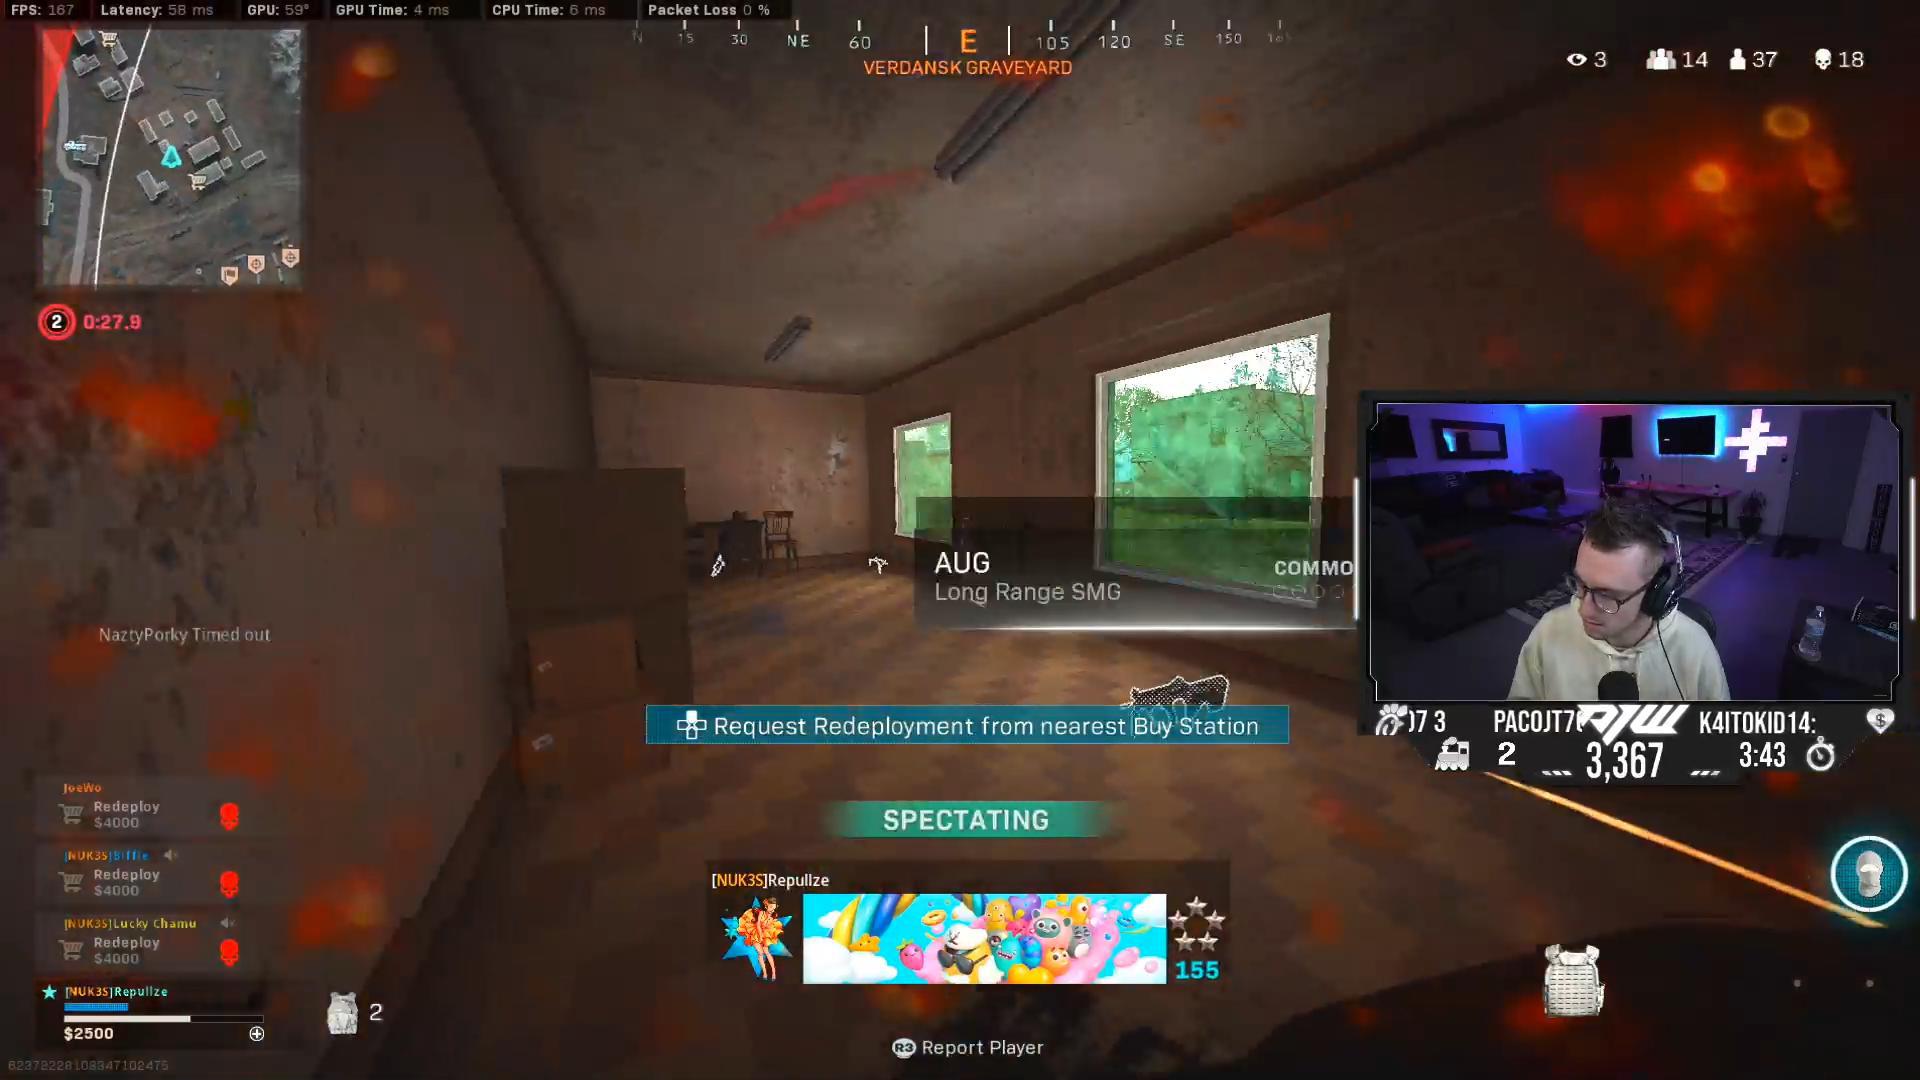 FPS: 167 Latency: 58 ms GPU: 59° GPU Time: 4 ms CPU Time: 6 ms Packet Loss 0 %
N 15 30 NE 60 E 105 120 SE 150
VERDANSK GRAVEYARD
3 14 37 18
2 0:27.9
AUG
COMMO
Long Range SMG
NaztyPorky Timed out
Request Redeployment from nearest Buy Station
PACOJT7 K4ITOKID14:
2 3,367 3:43
SPECTATING
JoeWo
Redeploy
$4000
[NUK3S]Biffle
Redeploy
$4000
[NUK3S]Lucky Chamu
Redeploy
$4000
[NUK3S]Repullze
$2500
2
[NUK3S]Repullze
155
R3 Report Player